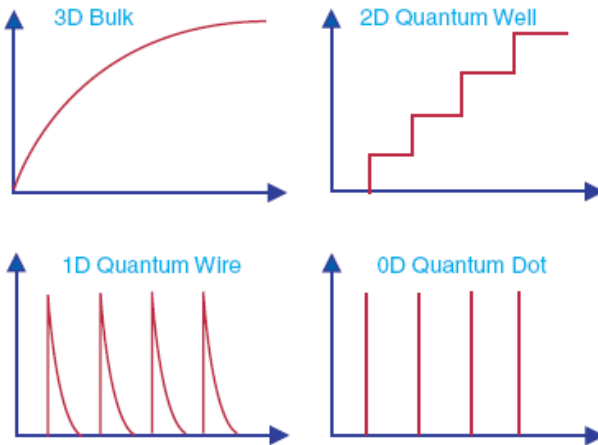 3D Bulk
2D Quantum Well
1D Quantum Wire
0D Quantum Dot